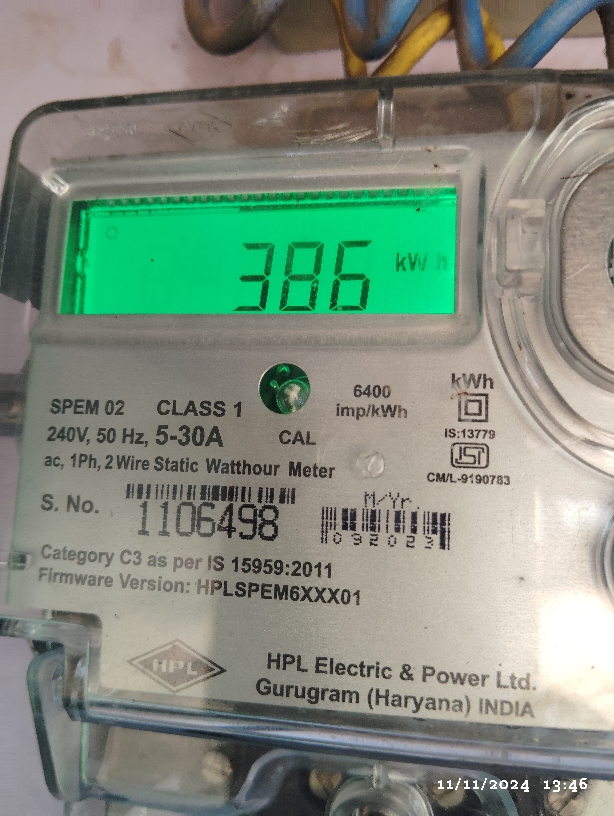 386 kWh
SPEM 02 CLASS 1
6400
imp/kWh
kWh
240V, 50 Hz, 5-30A
CAL
IS:13779
ac, 1Ph, 2 Wire Static Watthour Meter
ISI
CM/L-9190783
S. No. 1106498
M/Yr.
092023
Category C3 as per IS 15959:2011
Firmware Version: HPLSPEM6XXX01
HPL
HPL Electric & Power Ltd.
Gurugram (Haryana) INDIA
11/11/2024 13:46